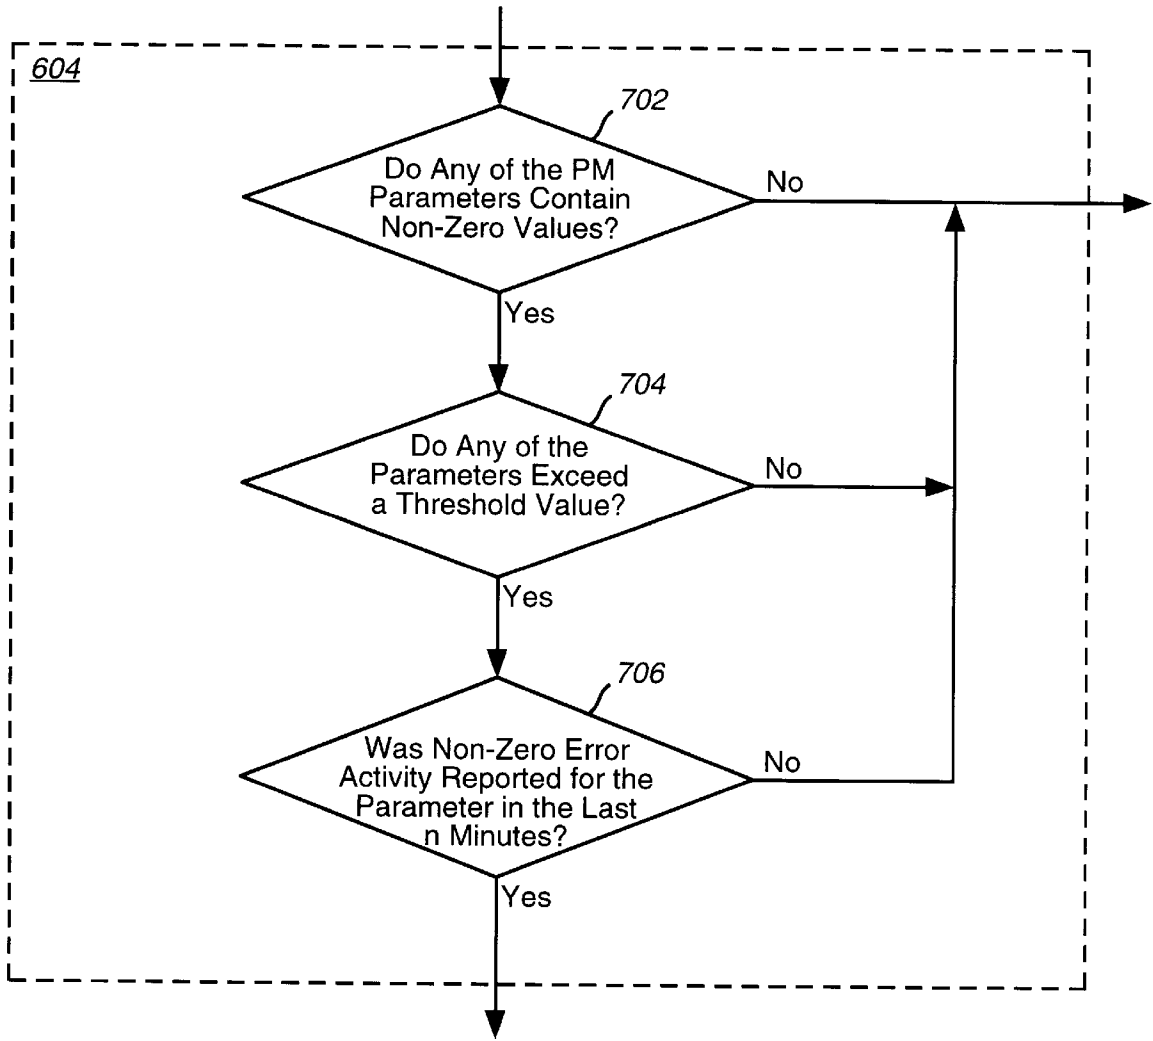 604
702
Do Any of the PM
Parameters Contain
Non-Zero Values?
No
Yes
704
Do Any of the
Parameters Exceed
a Threshold Value?
No
Yes
706
Was Non-Zero Error
Activity Reported for the
Parameter in the Last
n Minutes?
No
Yes